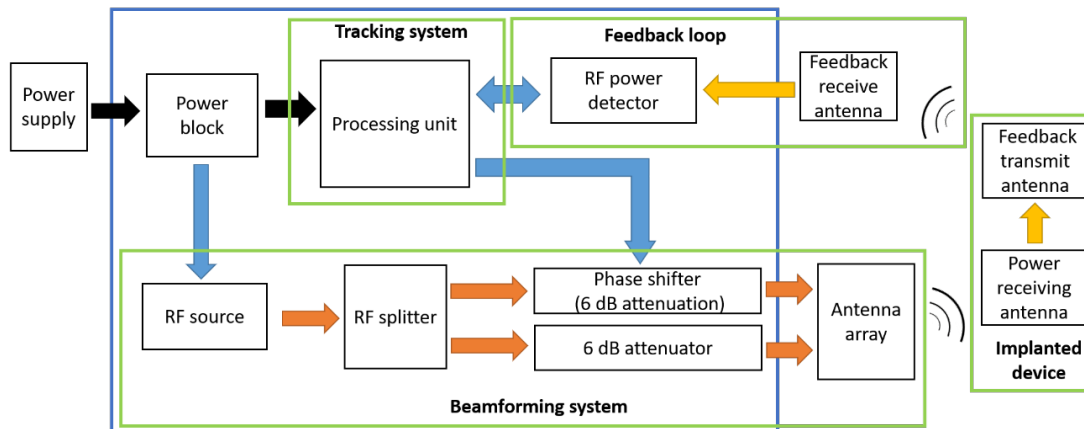 Tracking system
Feedback loop
Power
supply
Power
block
Processing unit
RF power
detector
Feedback
receive
antenna
Feedback
transmit
antenna
Power
receiving
antenna
Implanted
device
RF source
RF splitter
Phase shifter
(6 dB attenuation)
6 dB attenuator
Antenna
array
Beamforming system